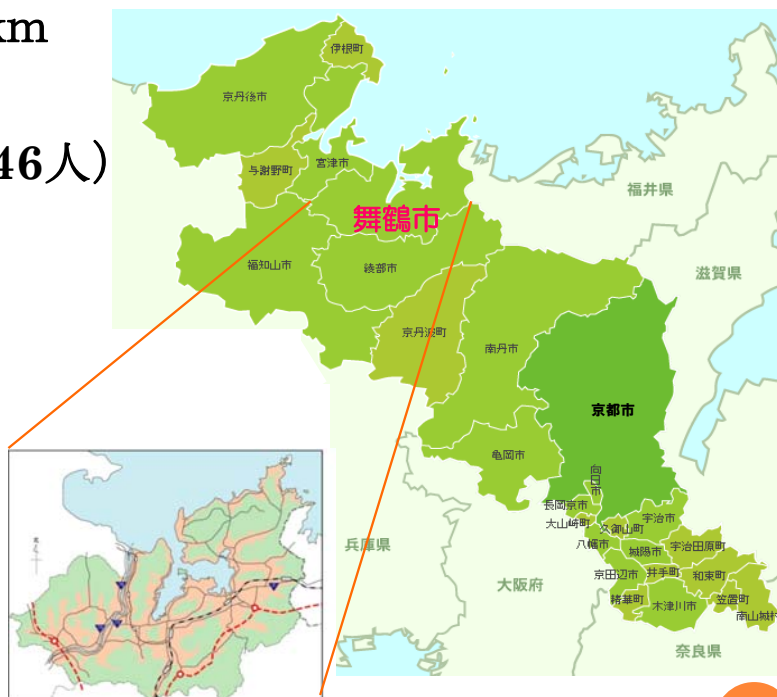 km
46人)
伊根町
京丹後市
与謝野町
宮津市
舞鶴市
福井県
福知山市
綾部市
滋賀県
京丹波町
南丹市
京都市
亀岡市
向日市
長岡京市
大山崎町
久御山町
宇治市
八幡市
城陽市
宇治田原町
兵庫県
大阪府
京田辺市
井手町
和束町
精華町
木津川市
笠置町
南山城村
奈良県